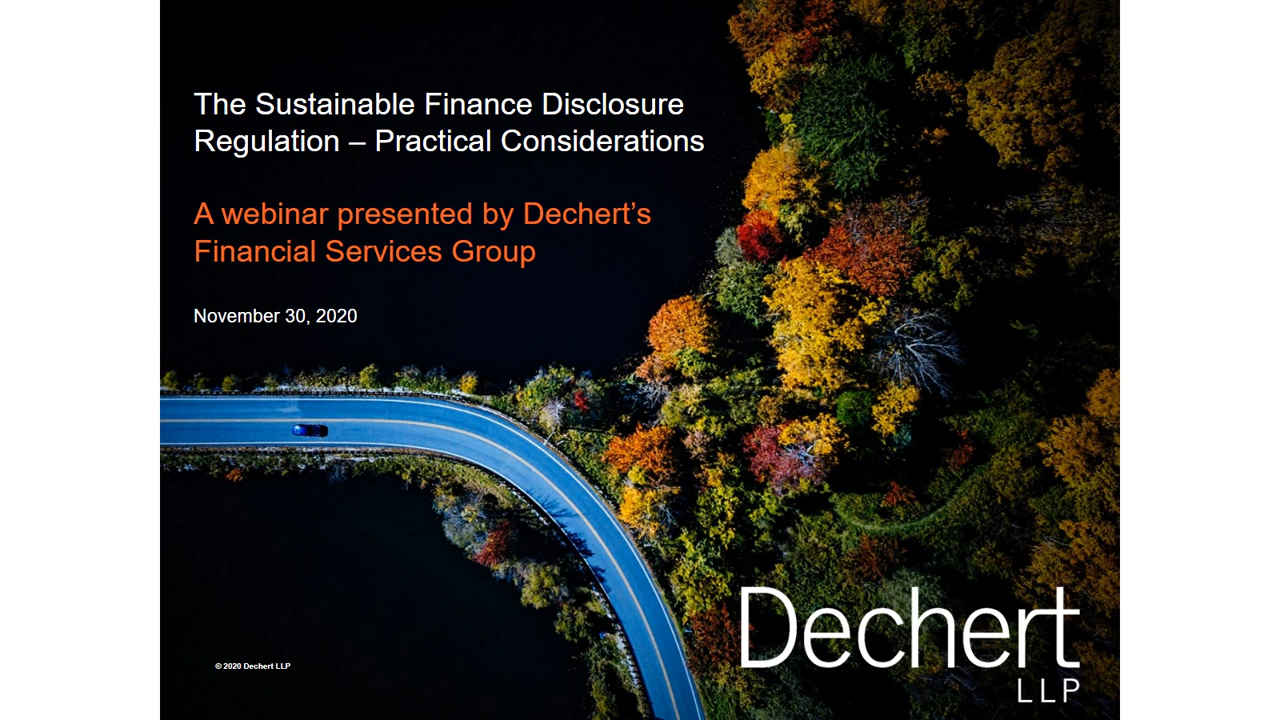 The Sustainable Finance Disclosure
Regulation – Practical Considerations
A webinar presented by Dechert’s
Financial Services Group
November 30, 2020
© 2020 Dechert LLP
Dechert
LLP